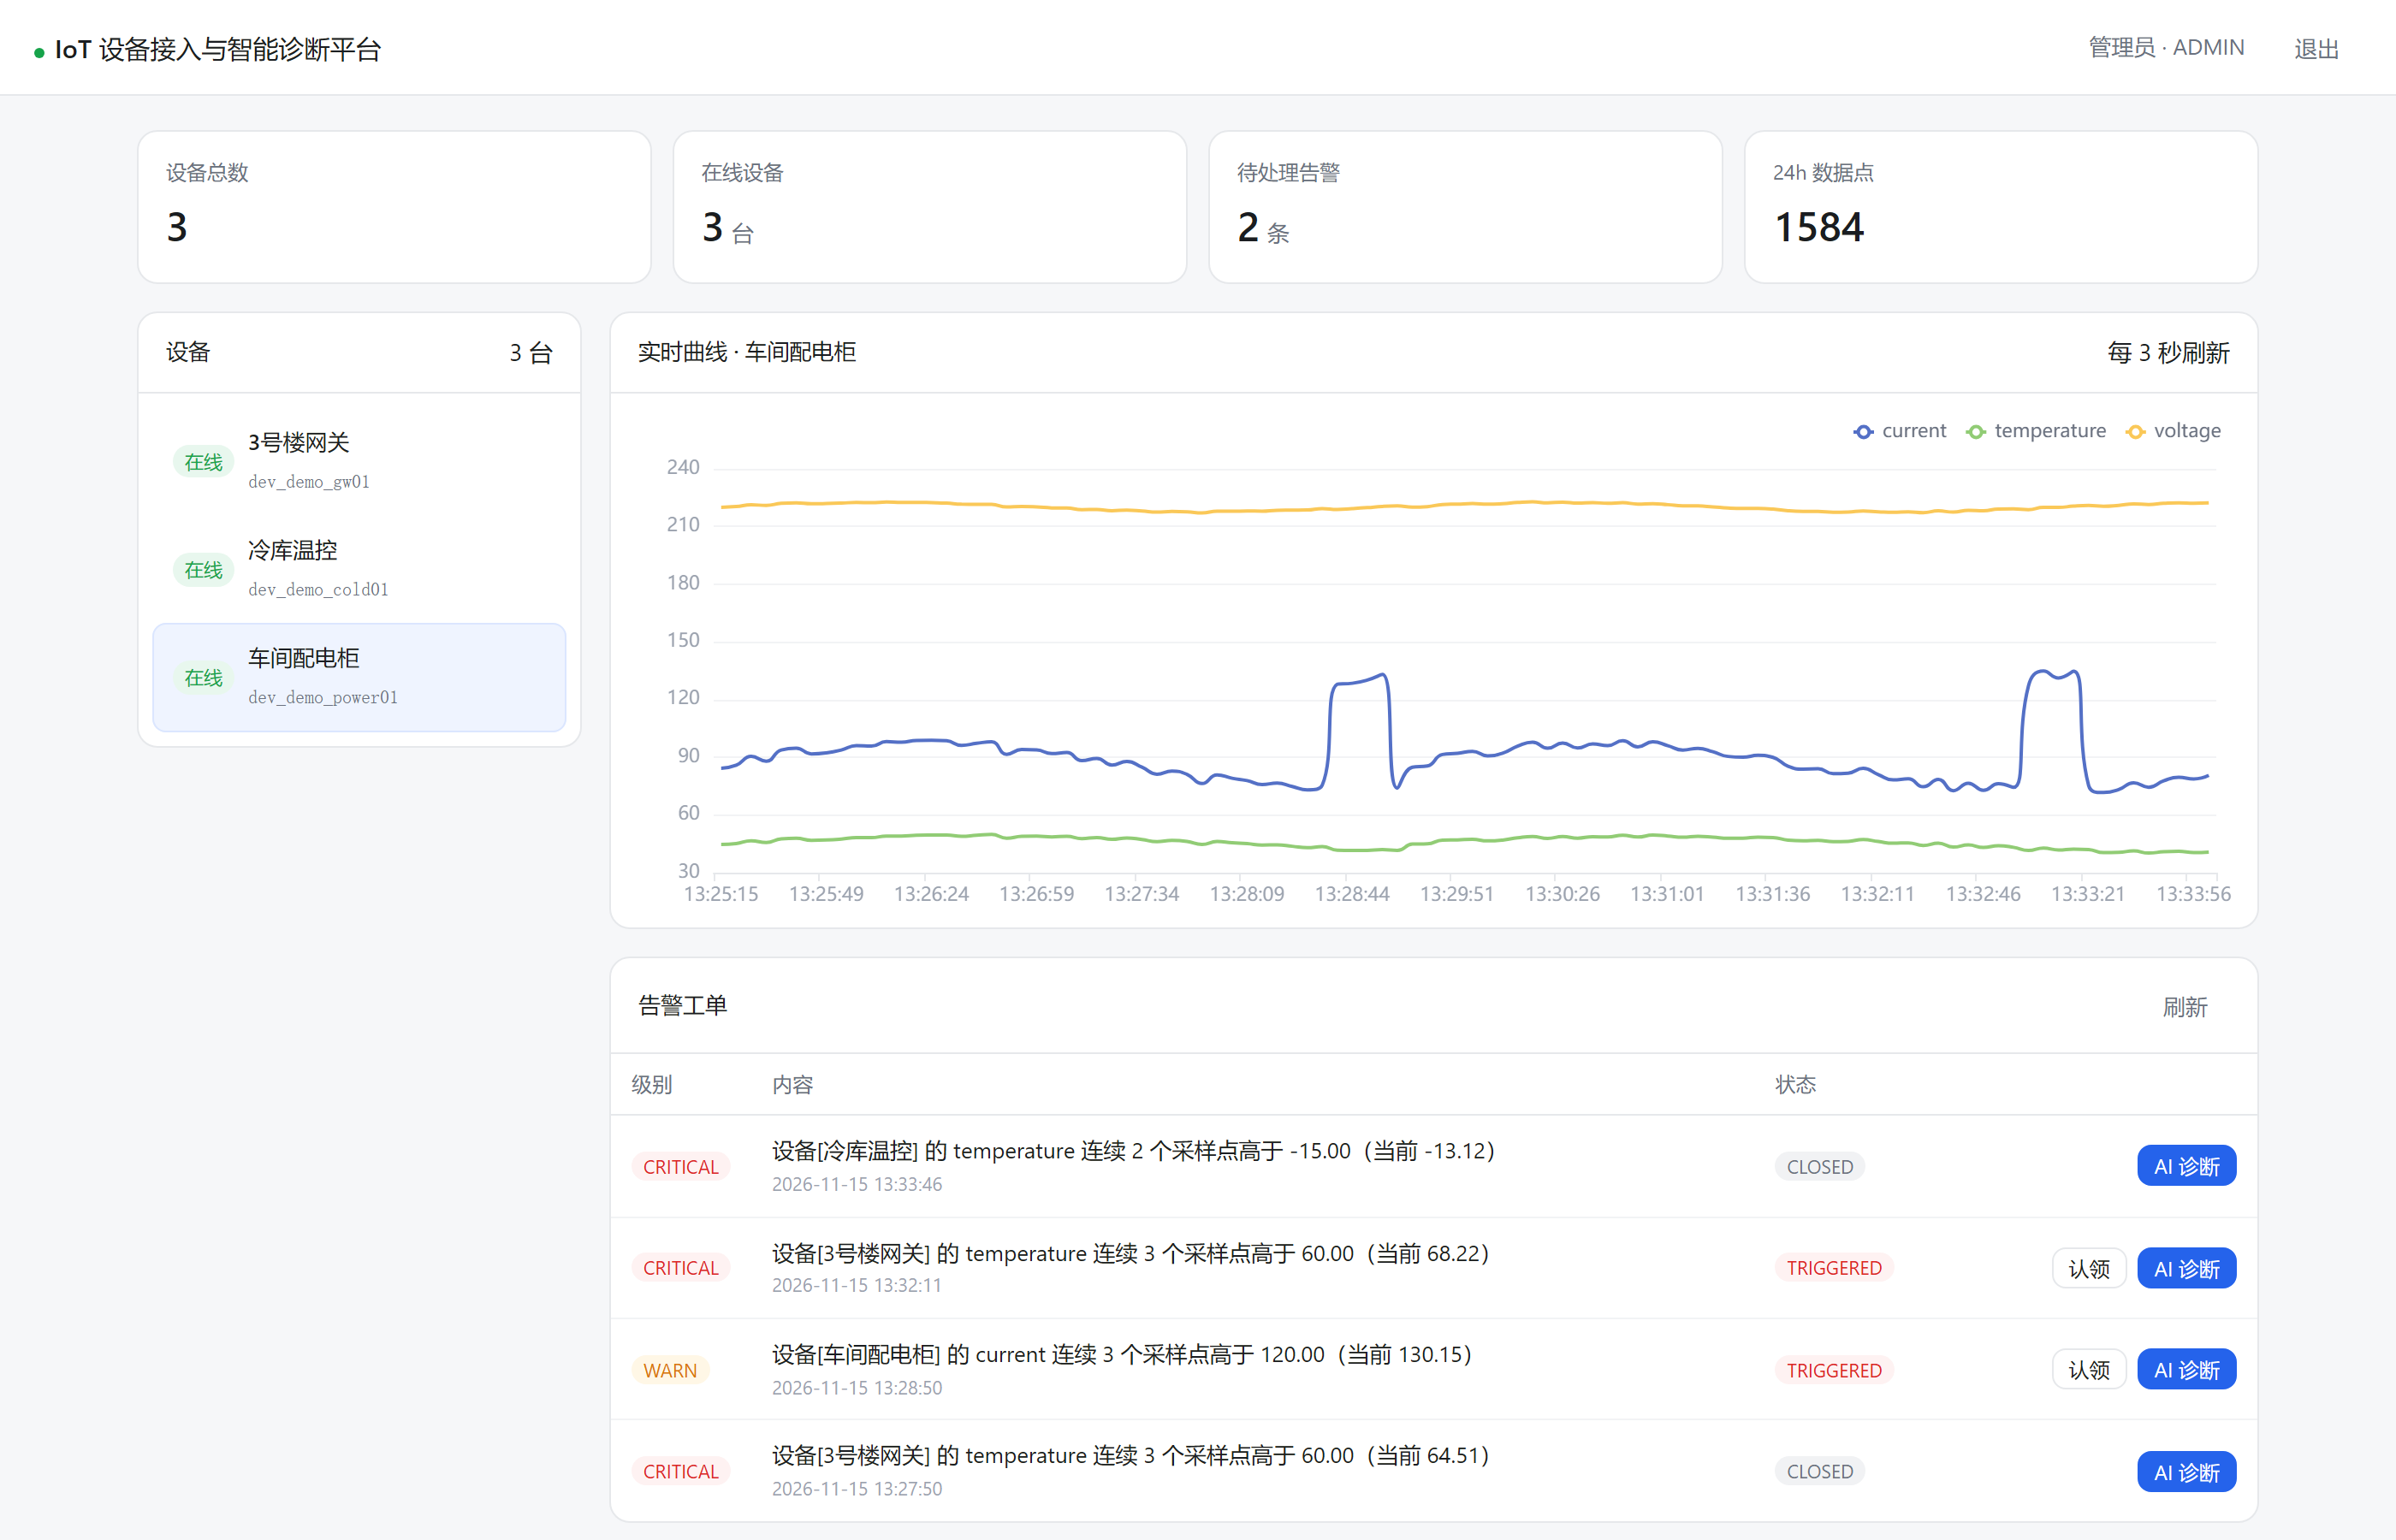 IoT 设备接入与智能诊断平台
管理员 · ADMIN 退出
设备总数
3
在线设备
3 台
待处理告警
2 条
24h 数据点
1584
设备 3 台
3号楼网关
在线
dev_demo_gw01
冷库温控
在线
dev_demo_cold01
车间配电柜
在线
dev_demo_power01
实时曲线 · 车间配电柜 每 3 秒刷新
current temperature voltage
240
210
180
150
120
90
60
30
13:25:15 13:25:49 13:26:24 13:26:59 13:27:34 13:28:09 13:28:44 13:29:51 13:30:26 13:31:01 13:31:36 13:32:11 13:32:46 13:33:21 13:33:56
告警工单 刷新
级别 内容 状态
CRITICAL 设备[冷库温控] 的 temperature 连续 2 个采样点高于 -15.00（当前 -13.12） CLOSED AI 诊断
2026-11-15 13:33:46
CRITICAL 设备[3号楼网关] 的 temperature 连续 3 个采样点高于 60.00（当前 68.22） TRIGGERED 认领 AI 诊断
2026-11-15 13:32:11
WARN 设备[车间配电柜] 的 current 连续 3 个采样点高于 120.00（当前 130.15） TRIGGERED 认领 AI 诊断
2026-11-15 13:28:50
CRITICAL 设备[3号楼网关] 的 temperature 连续 3 个采样点高于 60.00（当前 64.51） CLOSED AI 诊断
2026-11-15 13:27:50